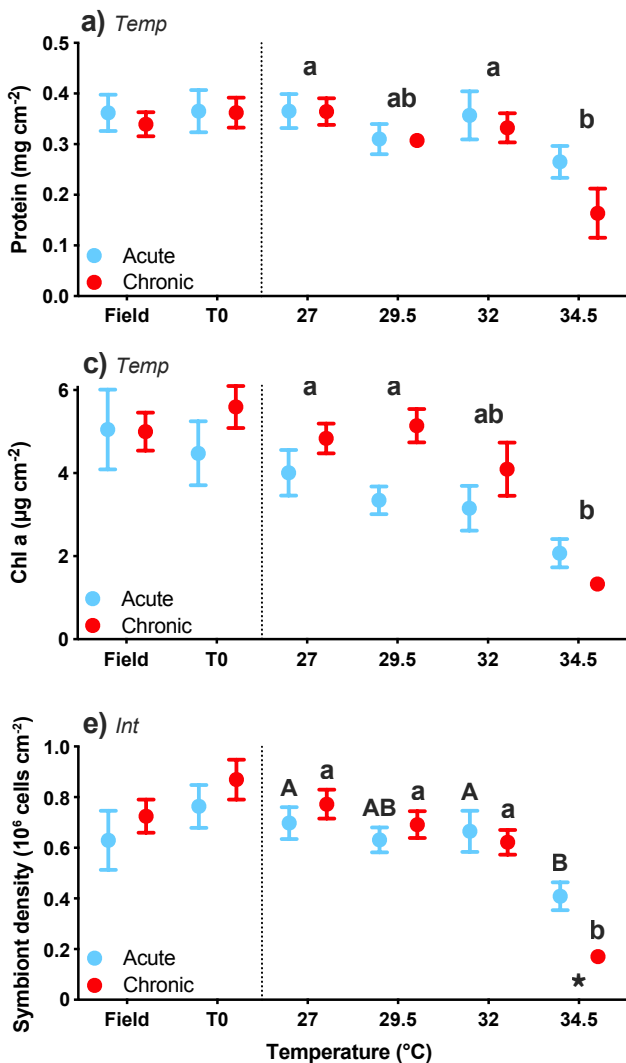 a) Temp
Protein (mg cm⁻²)
0.5
0.4
0.3
0.2
0.1
0.0
a
ab
a
b
Acute
Chronic
Field T0 27 29.5 32 34.5
c) Temp
Chl a (µg cm⁻²)
6
4
2
0
a
a
ab
b
Acute
Chronic
Field T0 27 29.5 32 34.5
e) Int
Symbiont density (10⁶ cells cm⁻²)
1.0
0.8
0.6
0.4
0.2
0
A a
AB a
A a
B b
*
Acute
Chronic
Field T0 27 29.5 32 34.5
Temperature (°C)